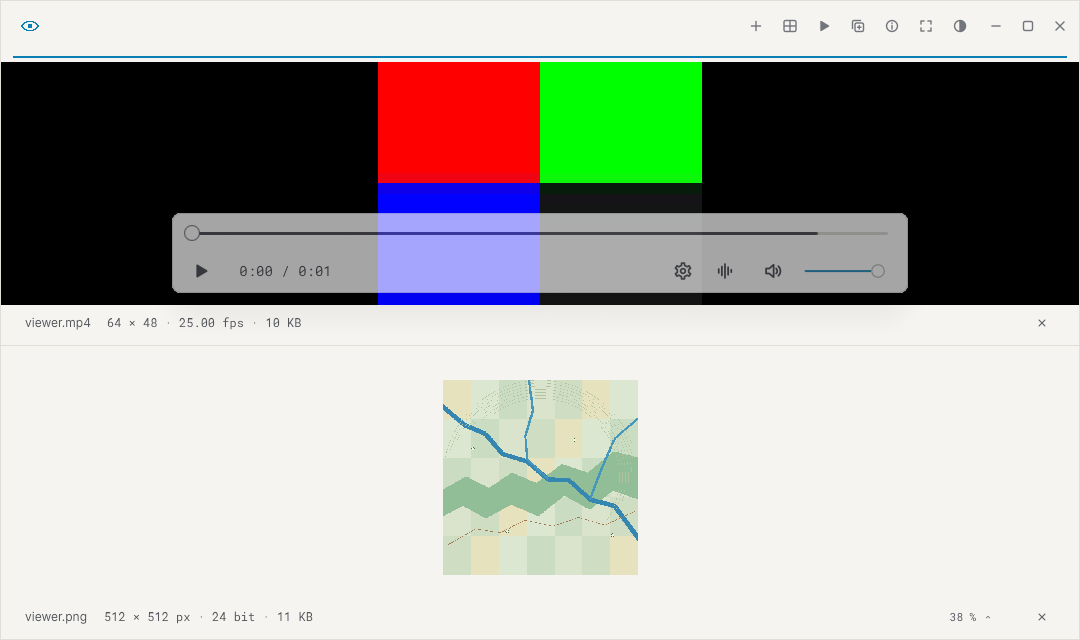 0:00 / 0:01
viewer.mp4 64 × 48 · 25.00 fps · 10 KB
viewer.png 512 × 512 px · 24 bit · 11 KB 38 %